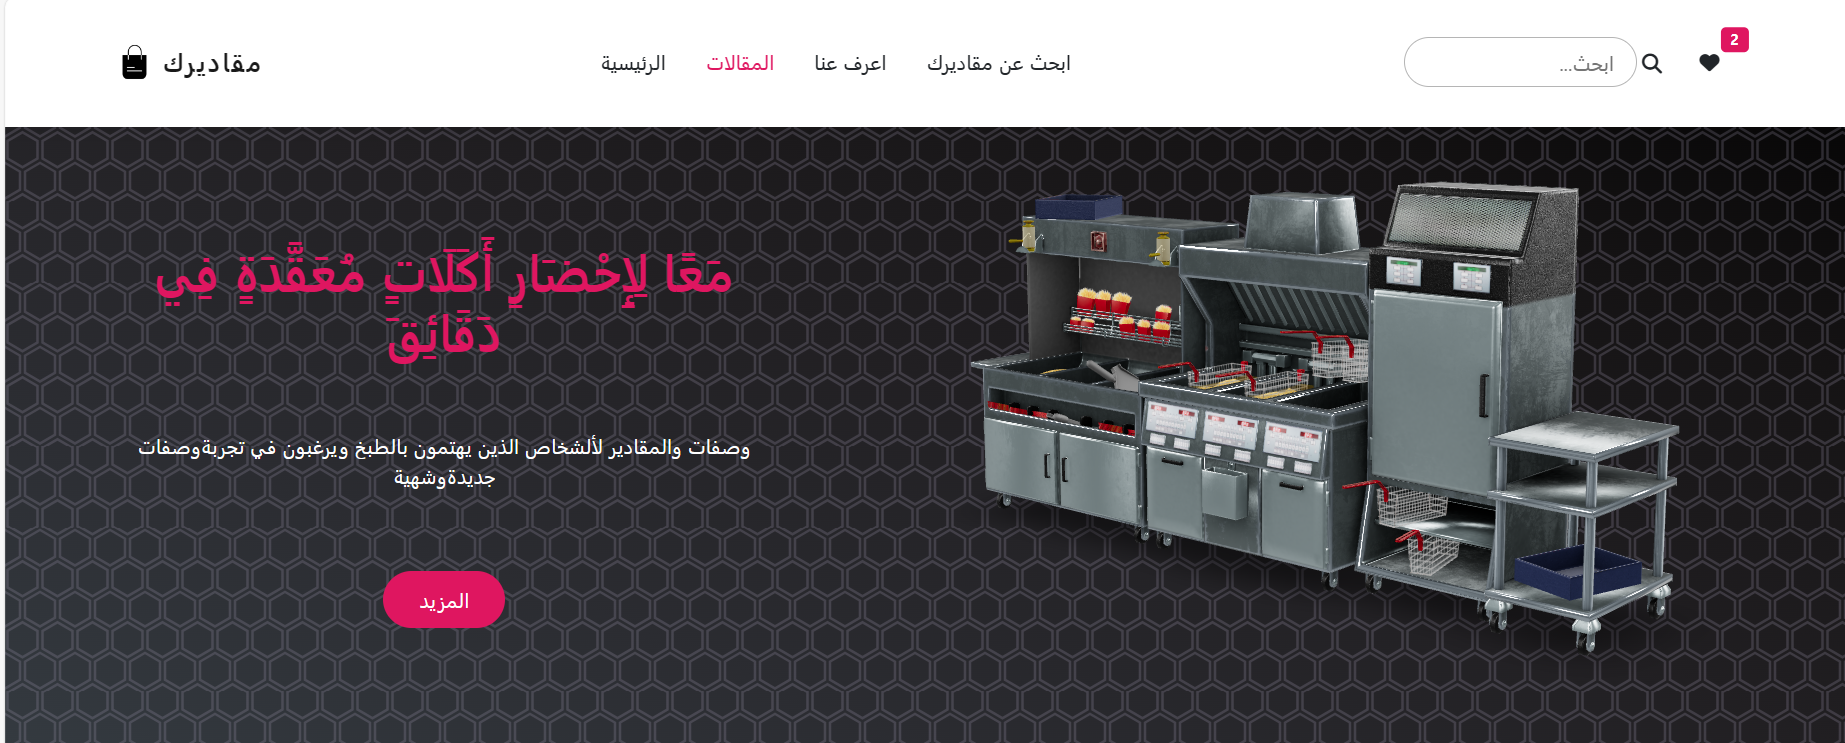 2
ابحث...
ابحث عن مقاديرك
اعرف عنا
المقالات
الرئيسية
مقاديرك
مَعًا لِإِحْضَارِ أَكَلَاتٍ مُعَقَّدَةٍ فِي
دَقَائِقَ
وصفات والمقادير لألشخاص الذين يهتمون بالطبخ ويرغبون في تجربةوصفات
جديدةوشهية
المزيد